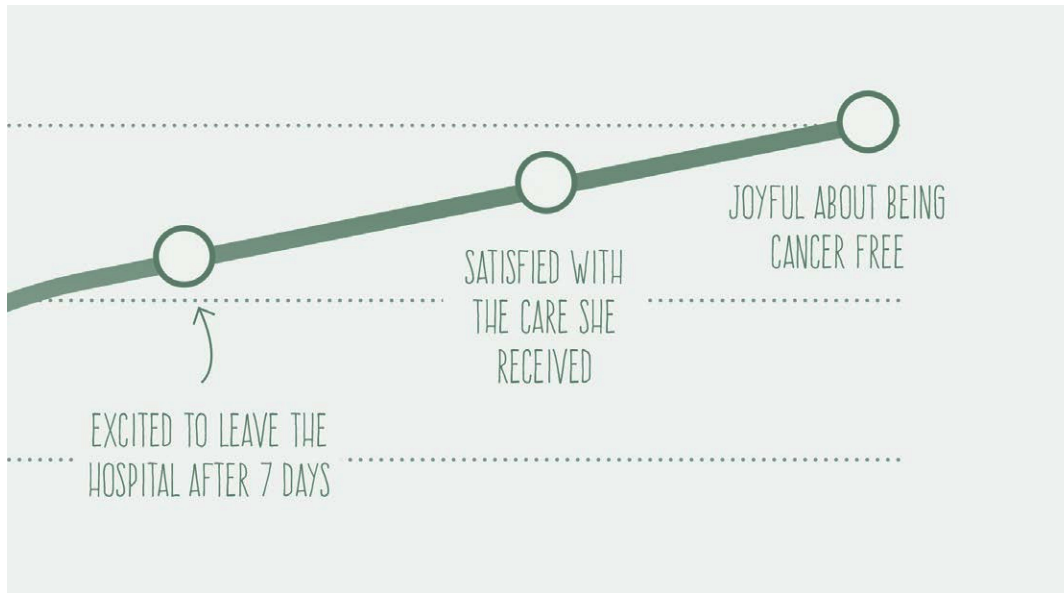 JOYFUL ABOUT BEING
CANCER FREE
SATISFIED WITH
THE CARE SHE
RECEIVED
EXCITED TO LEAVE THE
HOSPITAL AFTER 7 DAYS